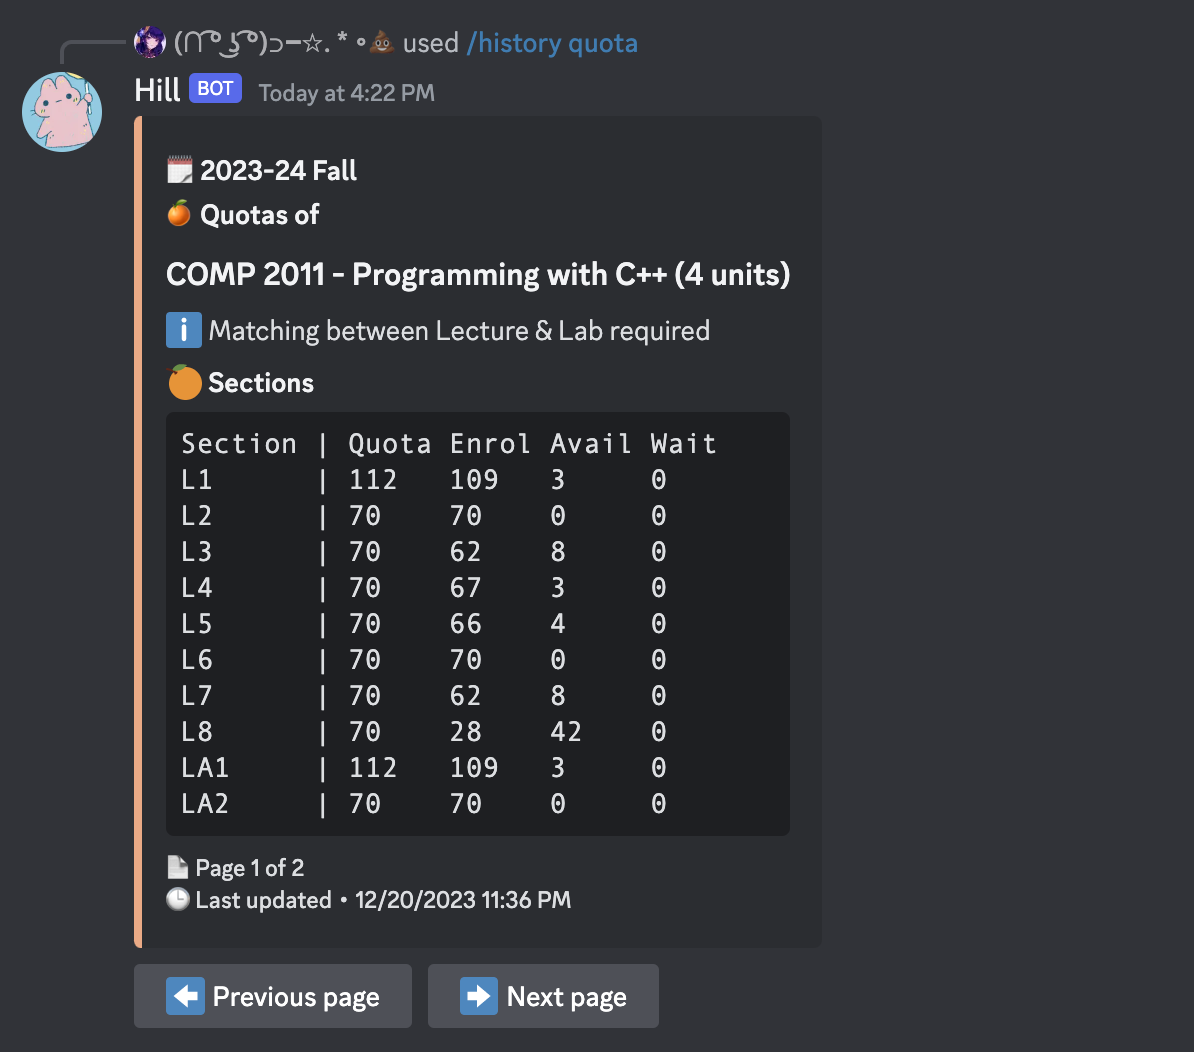 (∩ ͡° ͜ʖ ͡°)⊃━☆. * ∘💩 used /history quota
Hill BOT Today at 4:22 PM
2023-24 Fall
Quotas of
COMP 2011 - Programming with C++ (4 units)
Matching between Lecture & Lab required
Sections
Section | Quota Enrol Avail Wait
L1 | 112 109 3 0
L2 | 70 70 0 0
L3 | 70 62 8 0
L4 | 70 67 3 0
L5 | 70 66 4 0
L6 | 70 70 0 0
L7 | 70 62 8 0
L8 | 70 28 42 0
LA1 | 112 109 3 0
LA2 | 70 70 0 0
Page 1 of 2
Last updated • 12/20/2023 11:36 PM
Previous page
Next page